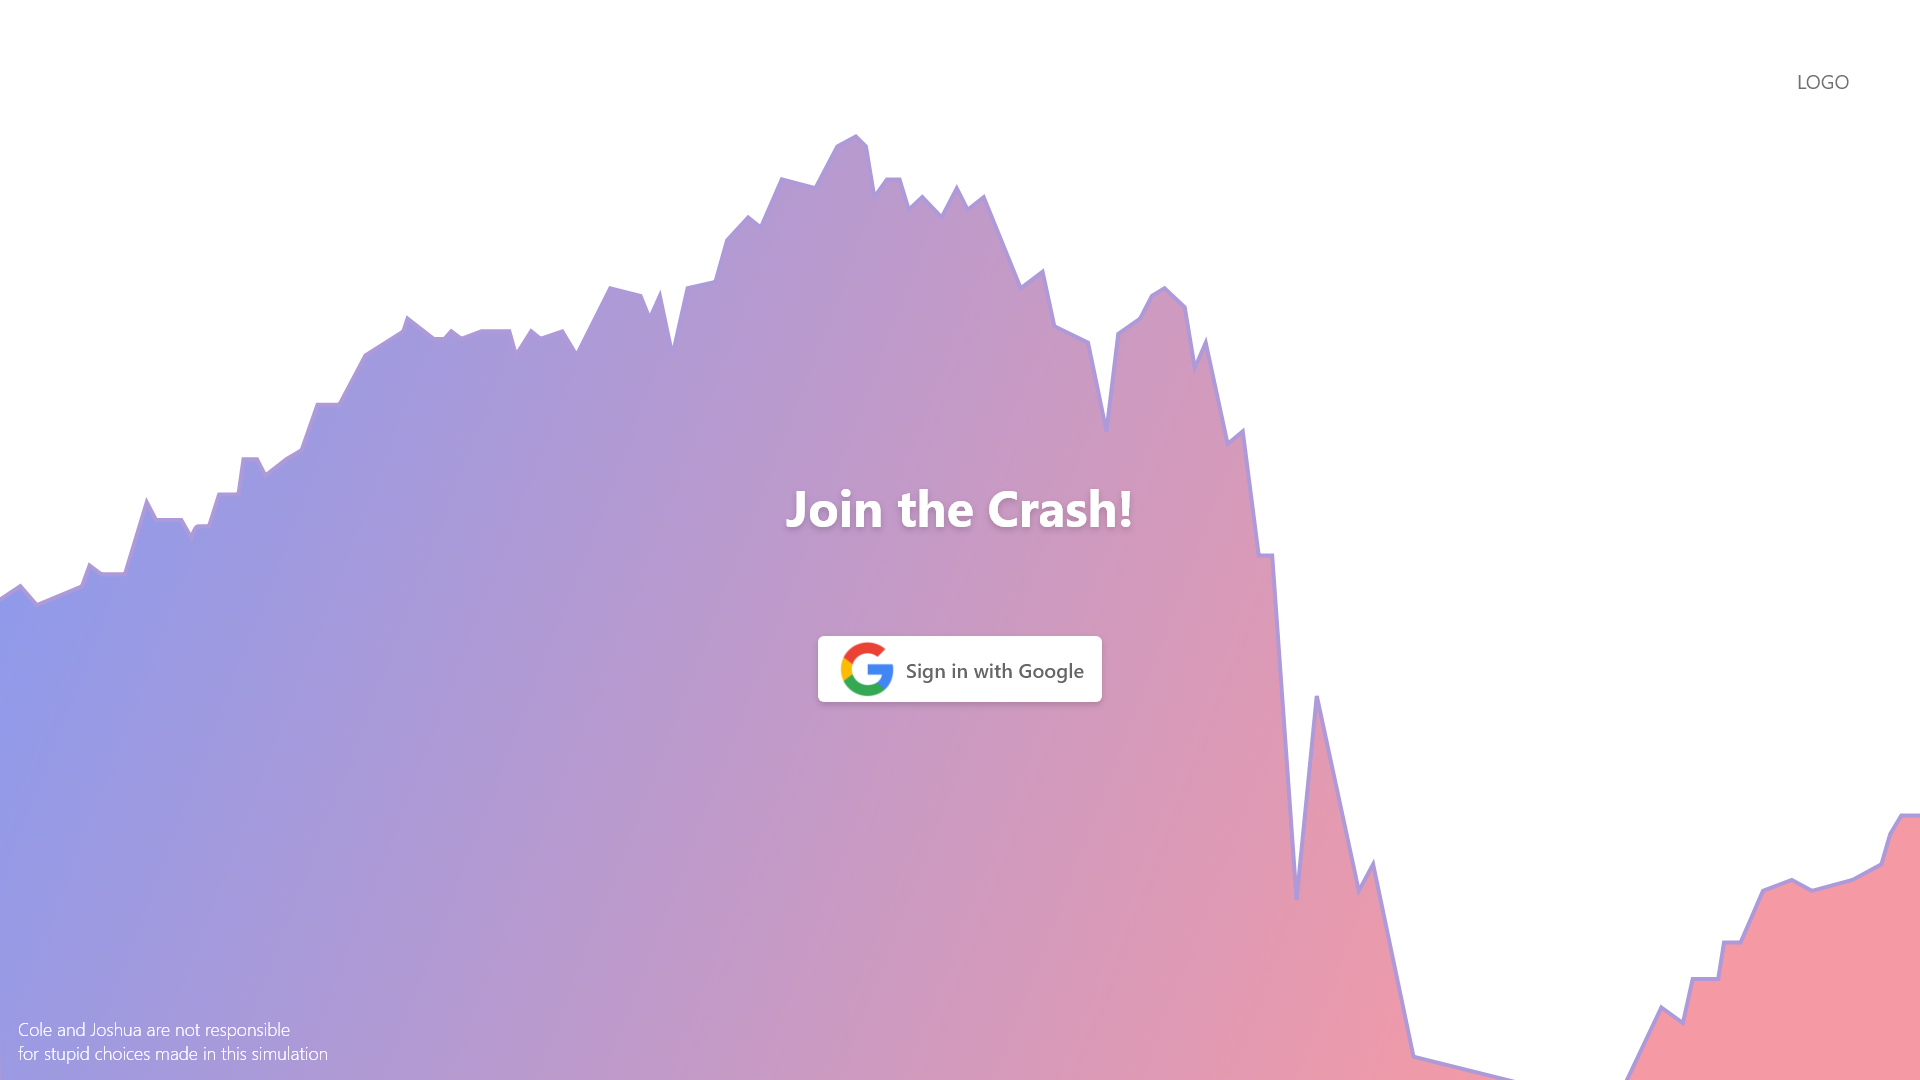 LOGO
Join the Crash!
Sign in with Google
Cole and Joshua are not responsible
for stupid choices made in this simulation